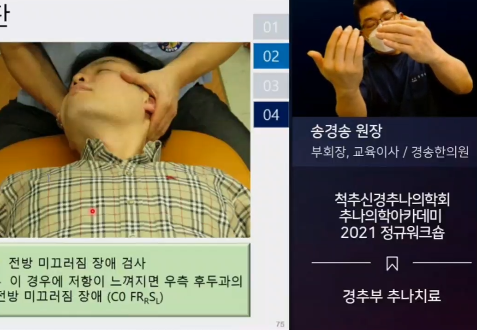 01
02
03
04
전방 미끄러짐 장애 검사
이 경우에 저항이 느껴지면 우측 후두과의
전방 미끄러짐 장애 (C0 FRRSL)
75
송경송 원장
부회장, 교육이사 / 경송한의원
척추신경추나의학회
추나의학아카데미
2021 정규워크숍
경추부 추나치료